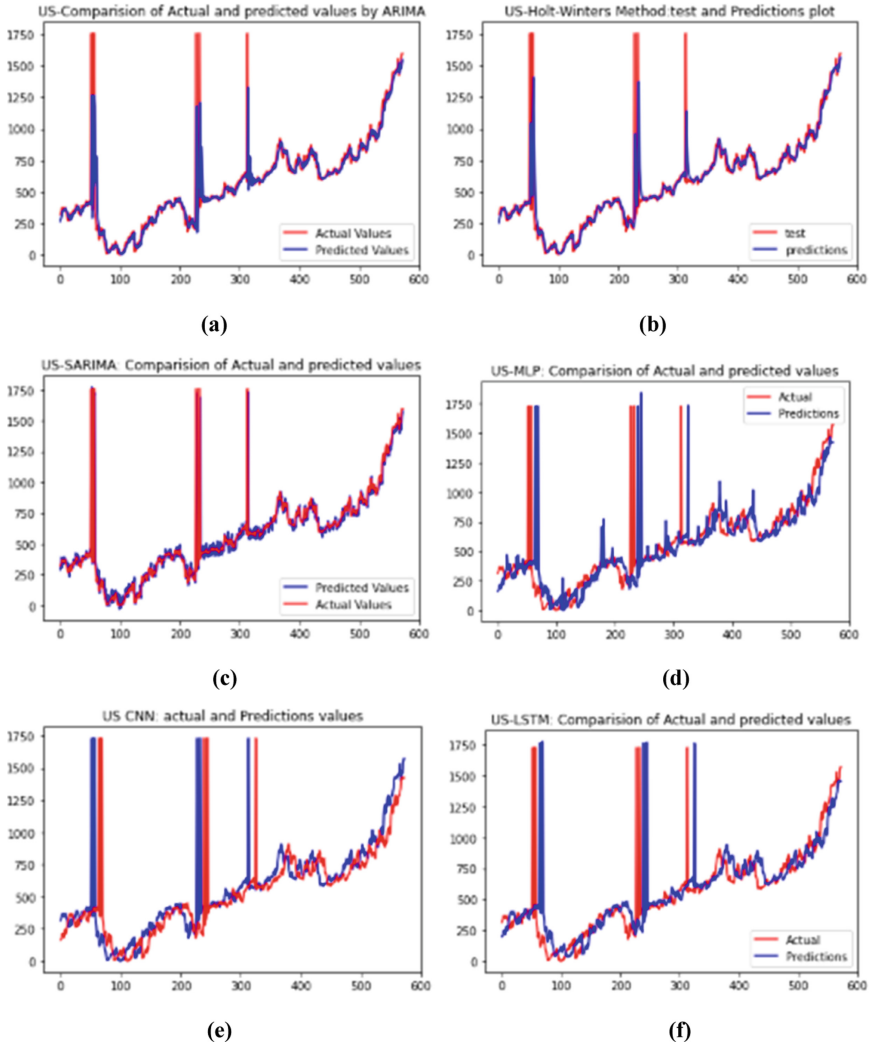 US-Comparision of Actual and predicted values by ARIMA
1750
1500
1250
1000
750
500
250
0
0 100 200 300 400 500 600
Actual Values
Predicted Values
(a)
US-Holt-Winters Method:test and Predictions plot
1750
1500
1250
1000
750
500
250
0
0 100 200 300 400 500 600
test
predictions
(b)
US-SARIMA: Comparision of Actual and predicted values
1750
1500
1250
1000
750
500
250
0
0 100 200 300 400 500 600
Predicted Values
Actual Values
(c)
US-MLP: Comparision of Actual and predicted values
1750
1500
1250
1000
750
500
250
0
0 100 200 300 400 500 600
Actual
Predictions
(d)
US CNN: actual and Predictions values
1750
1500
1250
1000
750
500
250
0
0 100 200 300 400 500 600
(e)
US-LSTM: Comparision of Actual and predicted values
1750
1500
1250
1000
750
500
250
0
0 100 200 300 400 500 600
Actual
Predictions
(f)